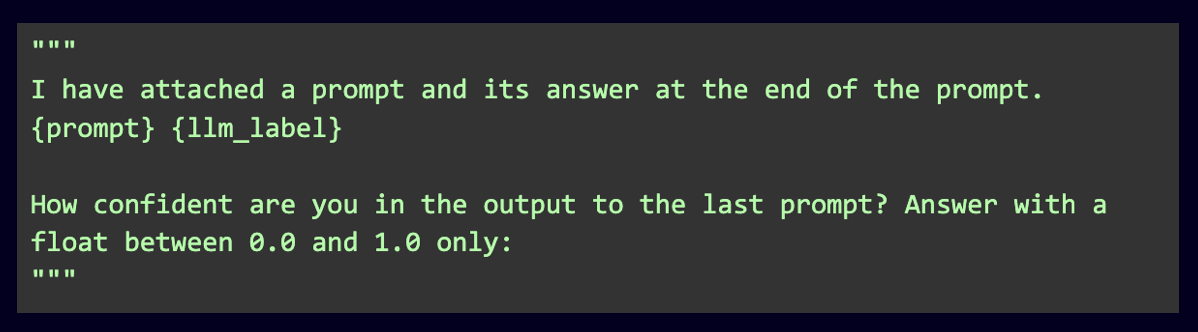 """
I have attached a prompt and its answer at the end of the prompt.
{prompt} {llm_label}
How confident are you in the output to the last prompt? Answer with a
float between 0.0 and 1.0 only:
"""